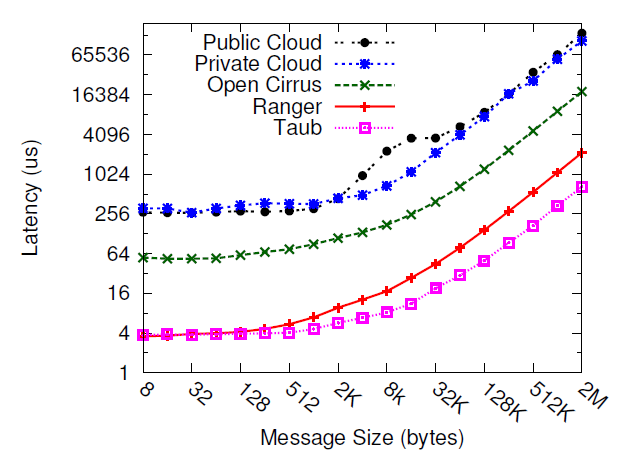 Latency (us)
65536
16384
4096
1024
256
64
16
4
1
Public Cloud
Private Cloud
Open Cirrus
Ranger
Taub
8
32
128
512
2K
8k
32K
128K
512K
2M
Message Size (bytes)